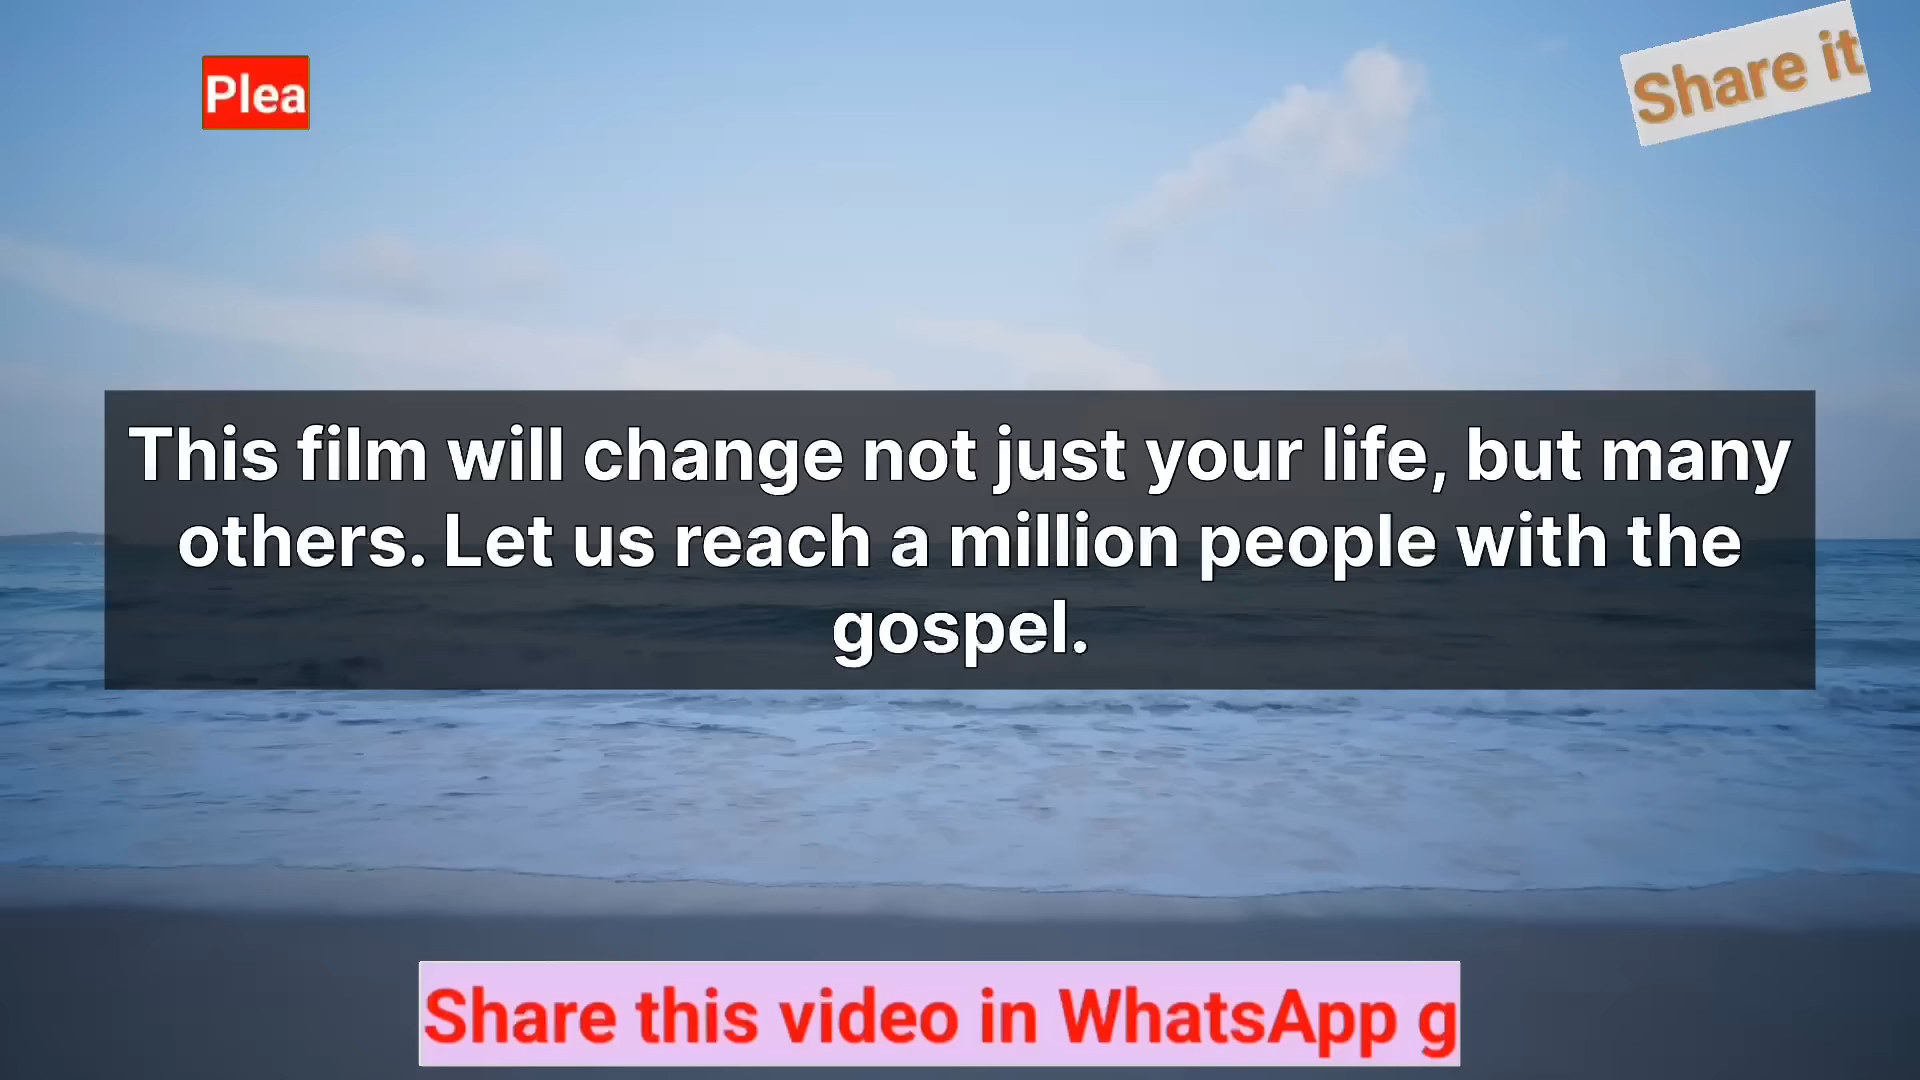 Plea
Share it
This film will change not just your life, but many
others. Let us reach a million people with the
gospel.
Share this video in WhatsApp g